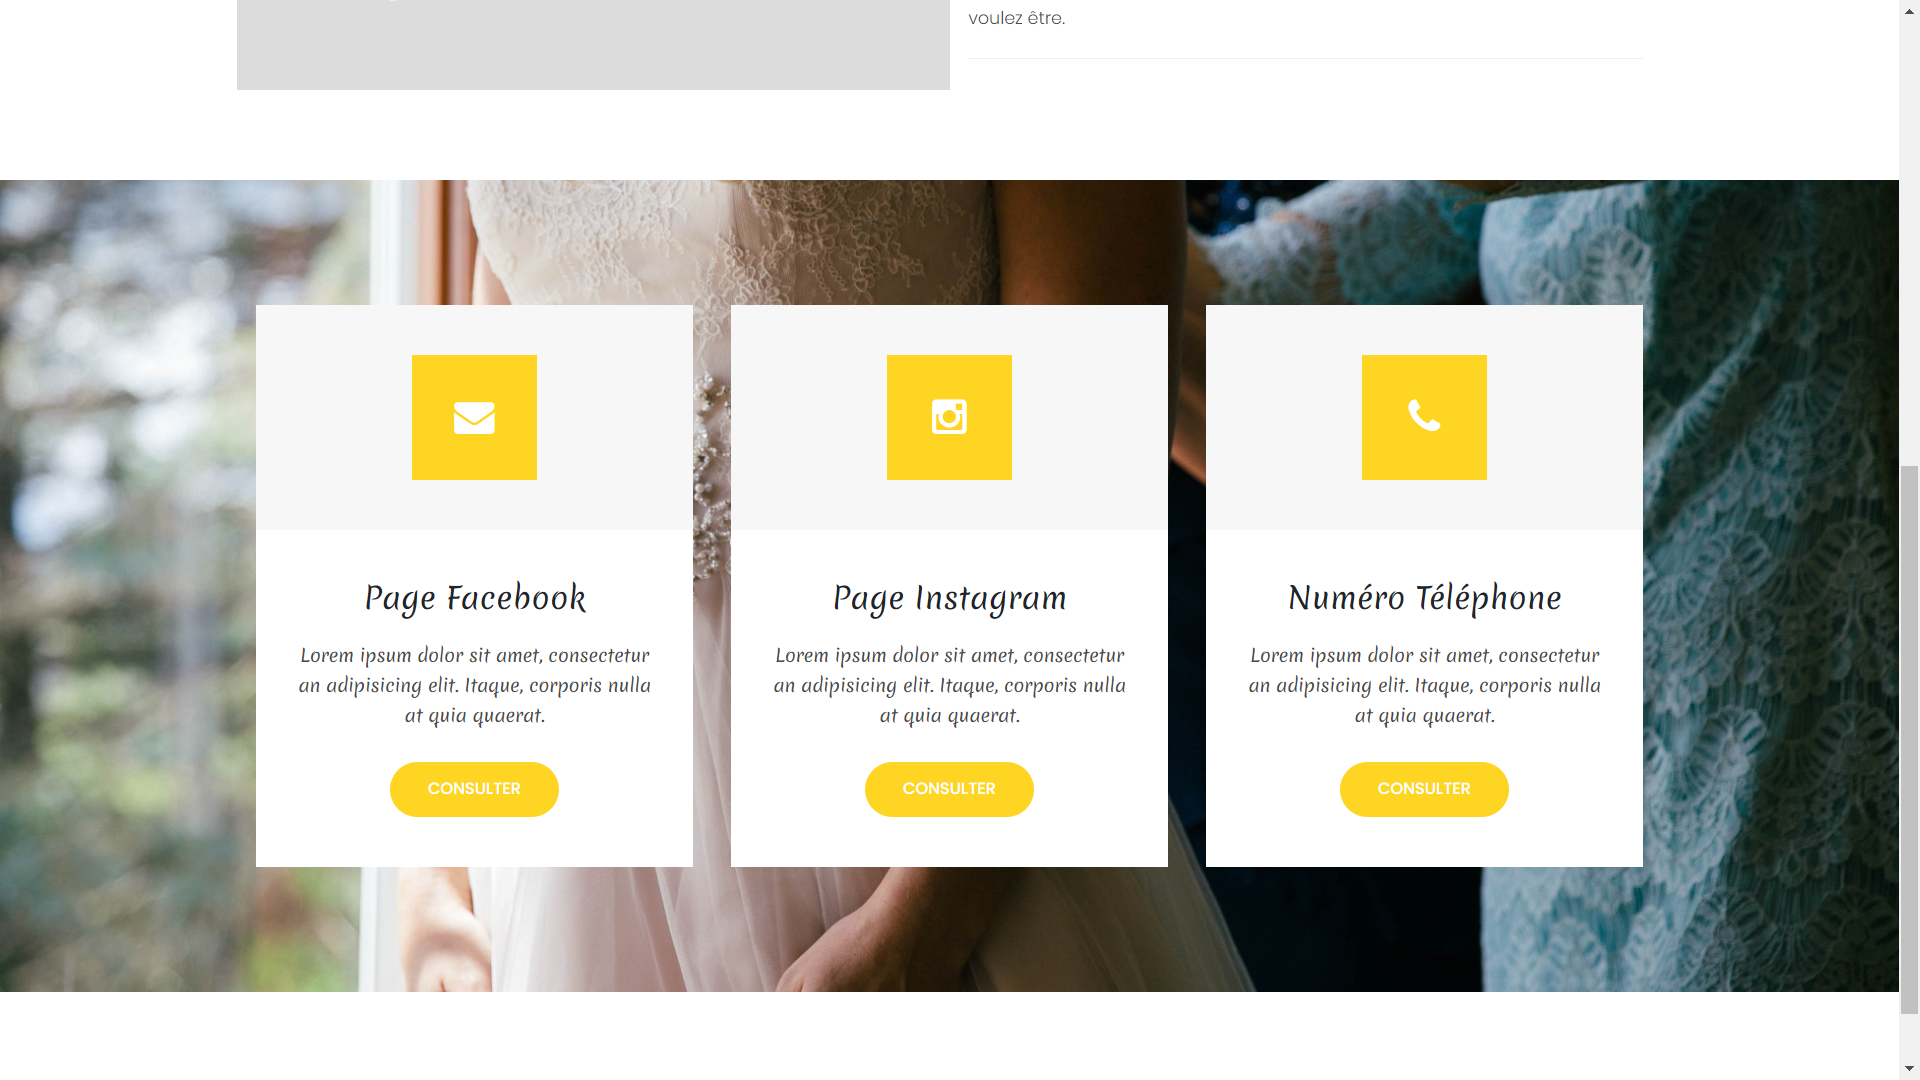 voulez être.
Page Facebook
Lorem ipsum dolor sit amet, consectetur
an adipisicing elit. Itaque, corporis nulla
at quia quaerat.
CONSULTER
Page Instagram
Lorem ipsum dolor sit amet, consectetur
an adipisicing elit. Itaque, corporis nulla
at quia quaerat.
CONSULTER
Numéro Téléphone
Lorem ipsum dolor sit amet, consectetur
an adipisicing elit. Itaque, corporis nulla
at quia quaerat.
CONSULTER